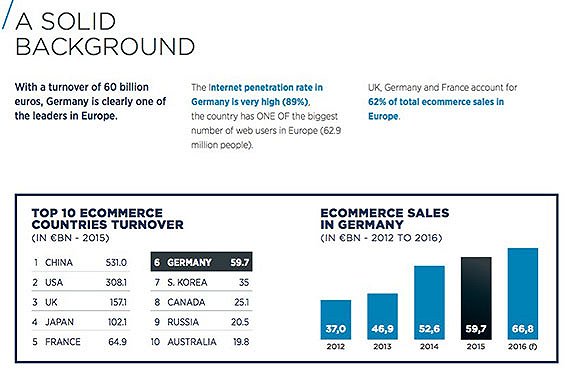 A SOLID
BACKGROUND
With a turnover of 60 billion
euros, Germany is clearly one of
the leaders in Europe.
The Internet penetration rate in
Germany is very high (89%),
the country has ONE OF the biggest
number of web users in Europe (62.9
million people).
UK, Germany and France account for
62% of total ecommerce sales in
Europe.
TOP 10 ECOMMERCE
COUNTRIES TURNOVER
(IN €BN - 2015)
1 CHINA 531.0
2 USA 308.1
3 UK 157.1
4 JAPAN 102.1
5 FRANCE 64.9
6 GERMANY 59.7
7 S. KOREA 35
8 CANADA 25.1
9 RUSSIA 20.5
10 AUSTRALIA 19.8
ECOMMERCE SALES
IN GERMANY
(IN €BN - 2012 TO 2016)
37,0 46,9 52,6 59,7 66,8
2012 2013 2014 2015 2016 (f)